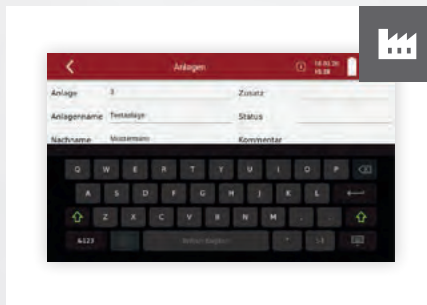 Anlagen
Anlage 3 Zusatz
Anlagenname Testanlage Status
Nachname Mustermann Kommentar
Q W E R T Y U I O P
A S D F G H J K L
Z X C V B N M
&123